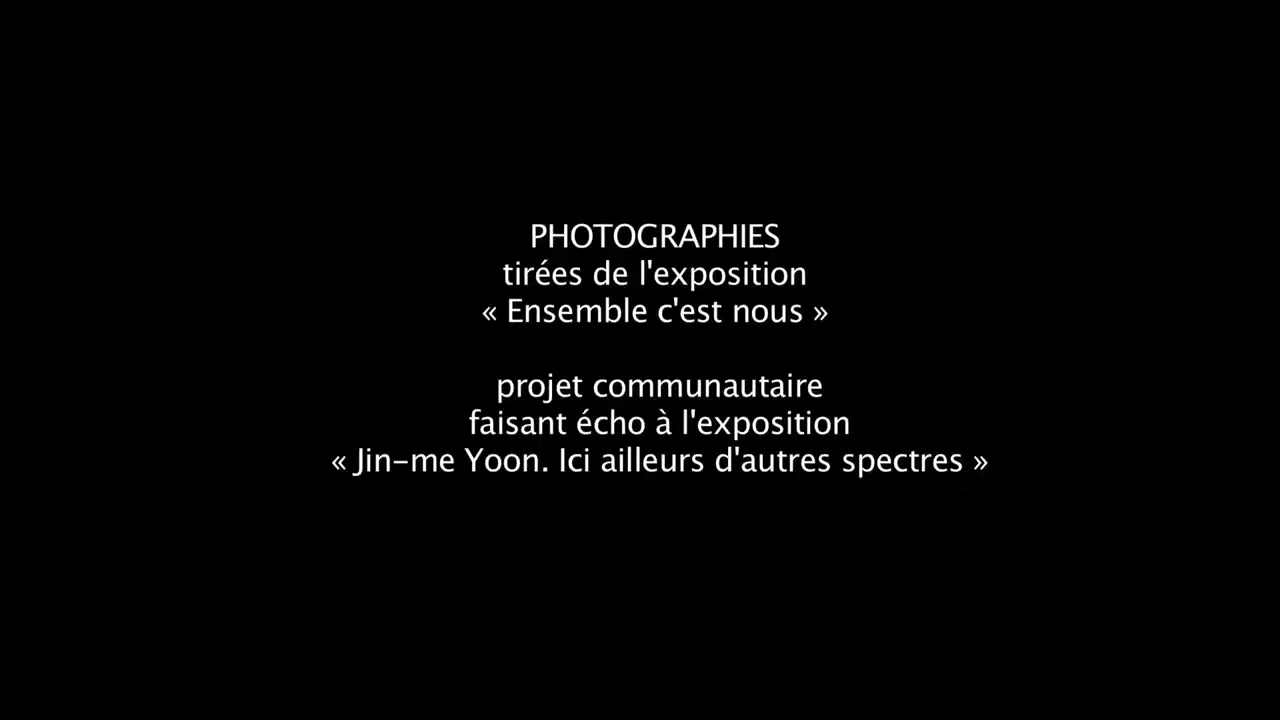 PHOTOGRAPHIES
tirées de l'exposition
« Ensemble c'est nous »
projet communautaire
faisant écho à l'exposition
« Jin-me Yoon. Ici ailleurs d'autres spectres »